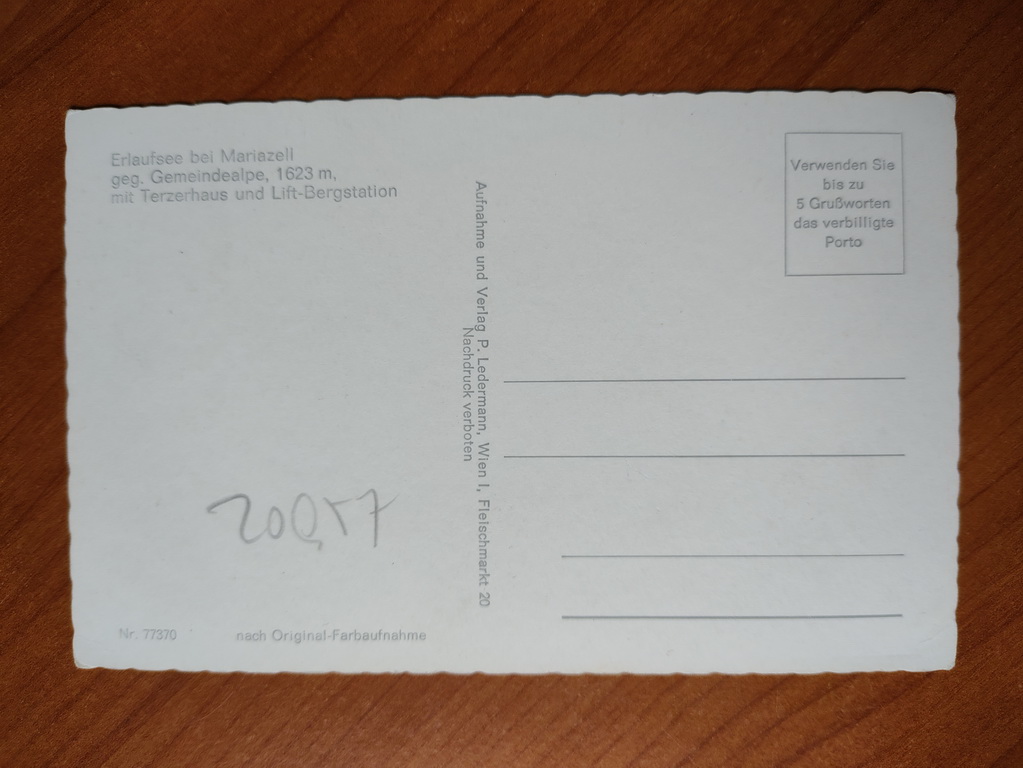 Erlaufsee bei Mariazell
geg. Gemeindealpe, 1623 m,
mit Terzerhaus und Lift-Bergstation
Verwenden Sie
bis zu
5 Grußworten
das verbilligte
Porto
Aufnahme und Verlag P. Ledermann, Wien I, Fleischmarkt 20
Nachdruck verboten
Nr. 77370
nach Original-Farbaufnahme